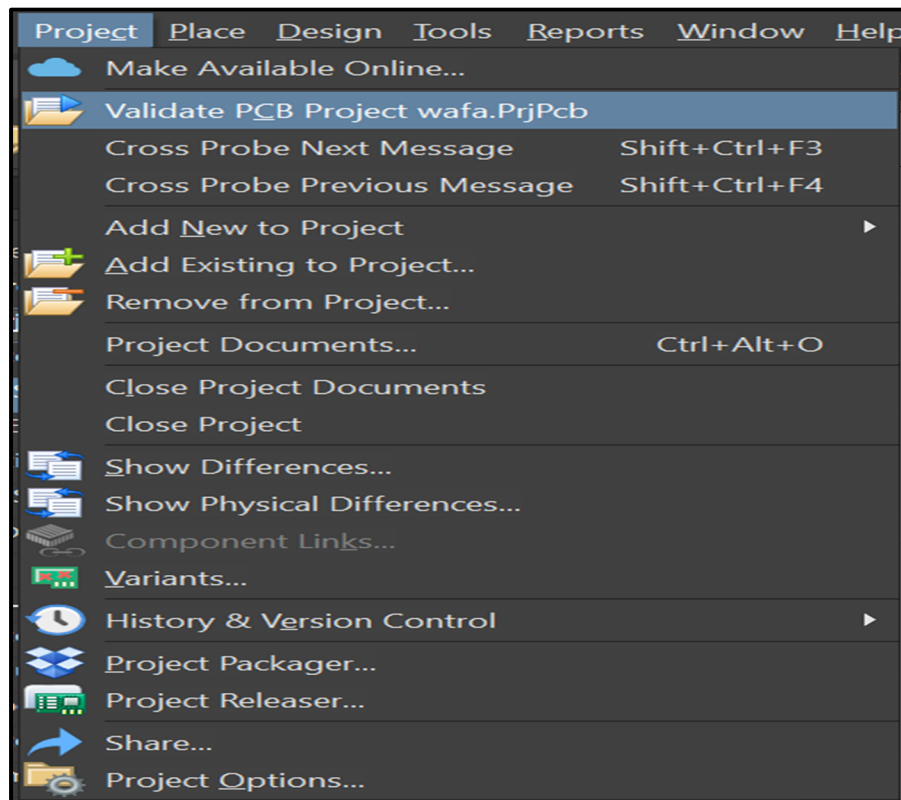 Project Place Design Tools Reports Window Help
Make Available Online...
Validate PCB Project wafa.PrjPcb
Cross Probe Next Message Shift+Ctrl+F3
Cross Probe Previous Message Shift+Ctrl+F4
Add New to Project
Add Existing to Project...
Remove from Project...
Project Documents... Ctrl+Alt+O
Close Project Documents
Close Project
Show Differences...
Show Physical Differences...
Component Links...
Variants...
History & Version Control
Project Packager...
Project Releaser...
Share...
Project Options...